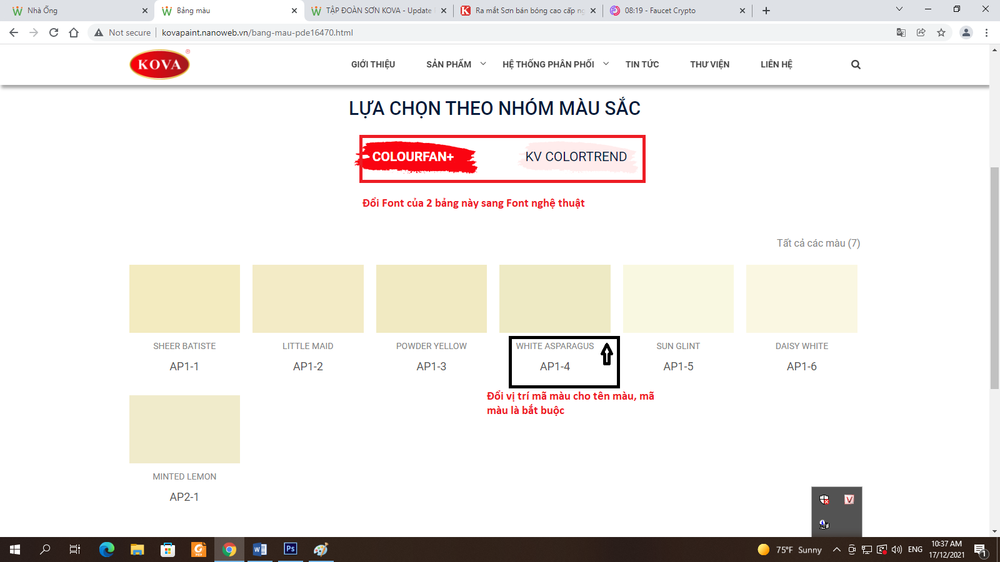 Nhà Ống
Bảng màu
TẬP ĐOÀN SƠN KOVA - Update
Ra mắt Sơn bán bóng cao cấp ng
08:19 - Faucet Crypto
Not secure
kovapaint.nanoweb.vn/bang-mau-pde16470.html
KOVA ®
GIỚI THIỆU
SẢN PHẨM
HỆ THỐNG PHÂN PHỐI
TIN TỨC
THƯ VIỆN
LIÊN HỆ
LỰA CHỌN THEO NHÓM MÀU SẮC
COLOURFAN+
KV COLORTREND
Đổi Font của 2 bảng này sang Font nghệ thuật
Tất cả các màu (7)
SHEER BATISTE
AP1-1
LITTLE MAID
AP1-2
POWDER YELLOW
AP1-3
WHITE ASPARAGUS
AP1-4
SUN GLINT
AP1-5
DAISY WHITE
AP1-6
Đổi vị trí mã màu cho tên màu, mã
màu là bắt buộc
MINTED LEMON
AP2-1
75°F Sunny
ENG
10:37 AM
17/12/2021
1